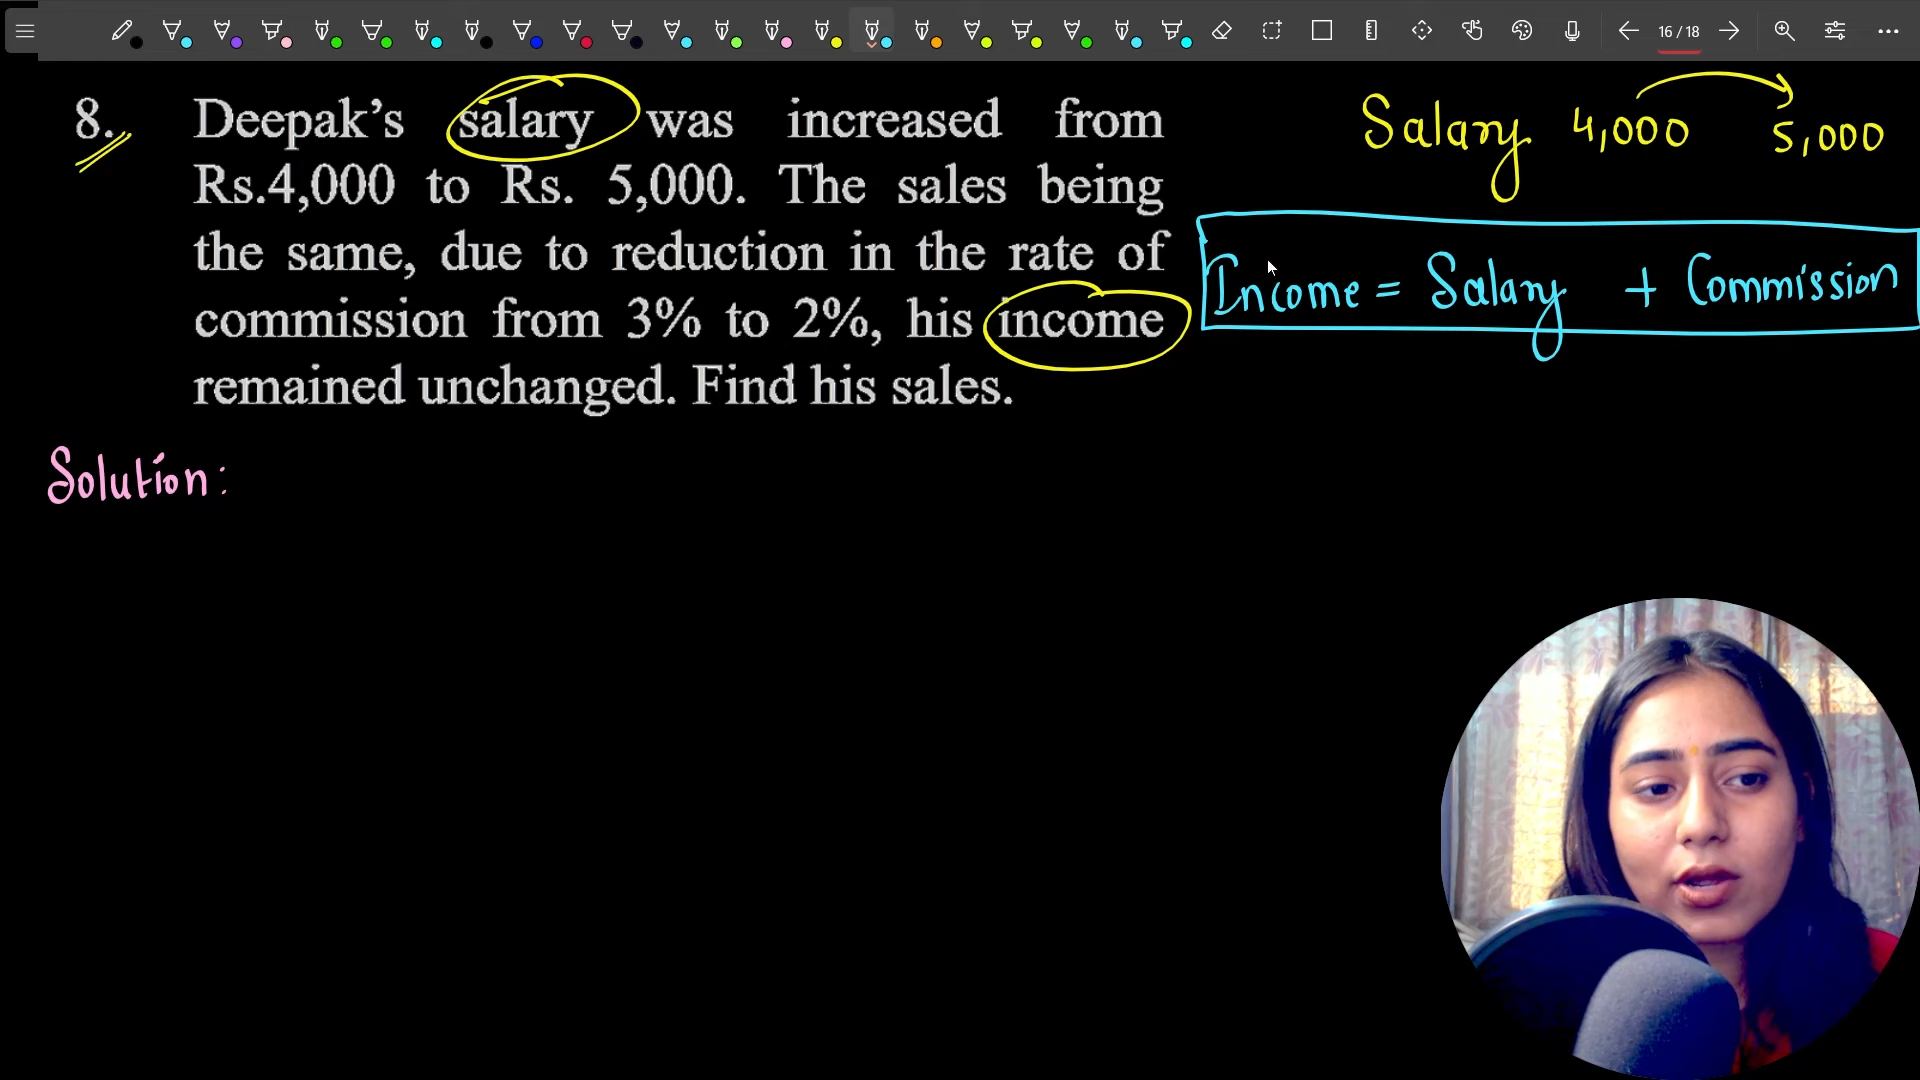 16/18
8. Deepak’s salary was increased from
Rs.4,000 to Rs. 5,000. The sales being
the same, due to reduction in the rate of
commission from 3% to 2%, his income
remained unchanged. Find his sales.
Salary 4,000 5,000
Income = Salary + Commission
Solution: